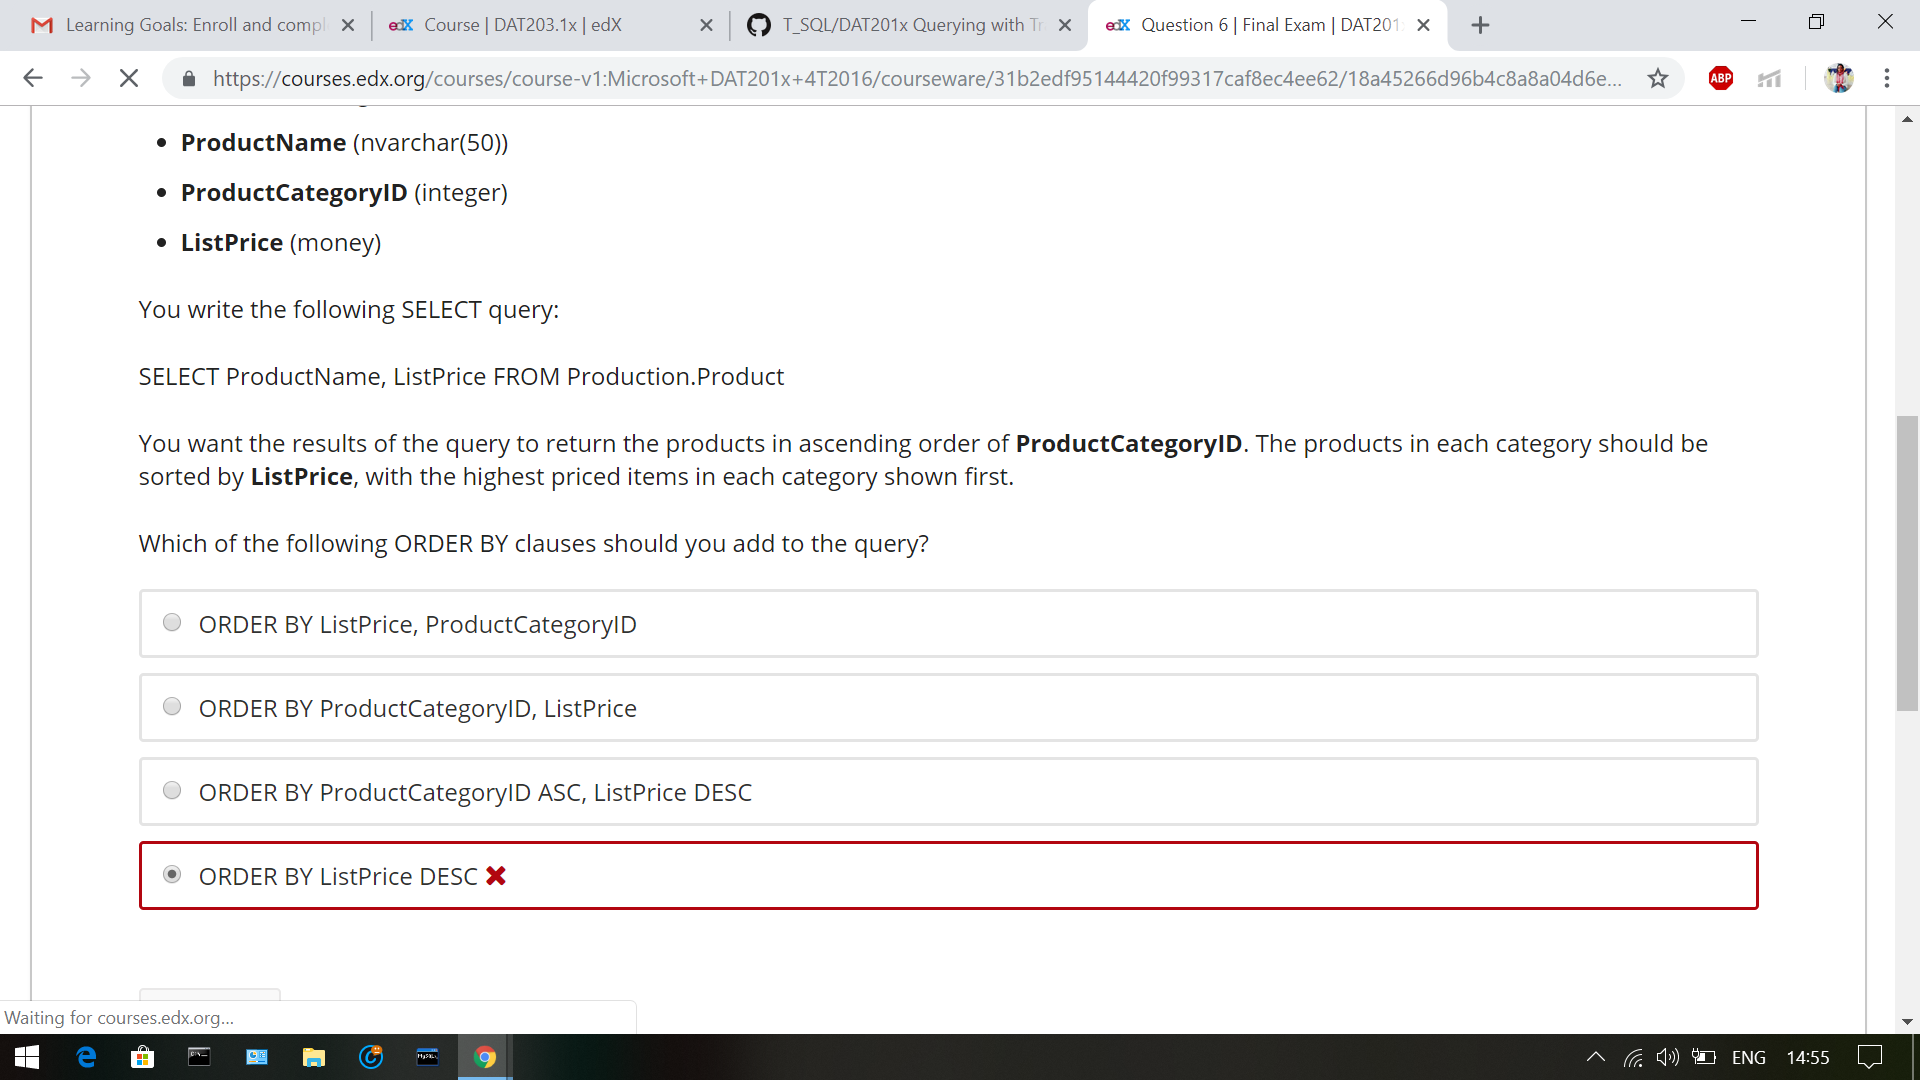 Learning Goals: Enroll and compl
edX Course | DAT203.1x | edX
T_SQL/DAT201x Querying with Tr
edX Question 6 | Final Exam | DAT201
https://courses.edx.org/courses/course-v1:Microsoft+DAT201x+4T2016/courseware/31b2edf95144420f99317caf8ec4ee62/18a45266d96b4c8a8a04d6e...
ABP
ProductName (nvarchar(50))
ProductCategoryID (integer)
ListPrice (money)
You write the following SELECT query:
SELECT ProductName, ListPrice FROM Production.Product
You want the results of the query to return the products in ascending order of ProductCategoryID. The products in each category should be
sorted by ListPrice, with the highest priced items in each category shown first.
Which of the following ORDER BY clauses should you add to the query?
ORDER BY ListPrice, ProductCategoryID
ORDER BY ProductCategoryID, ListPrice
ORDER BY ProductCategoryID ASC, ListPrice DESC
ORDER BY ListPrice DESC
Waiting for courses.edx.org...
ENG
14:55